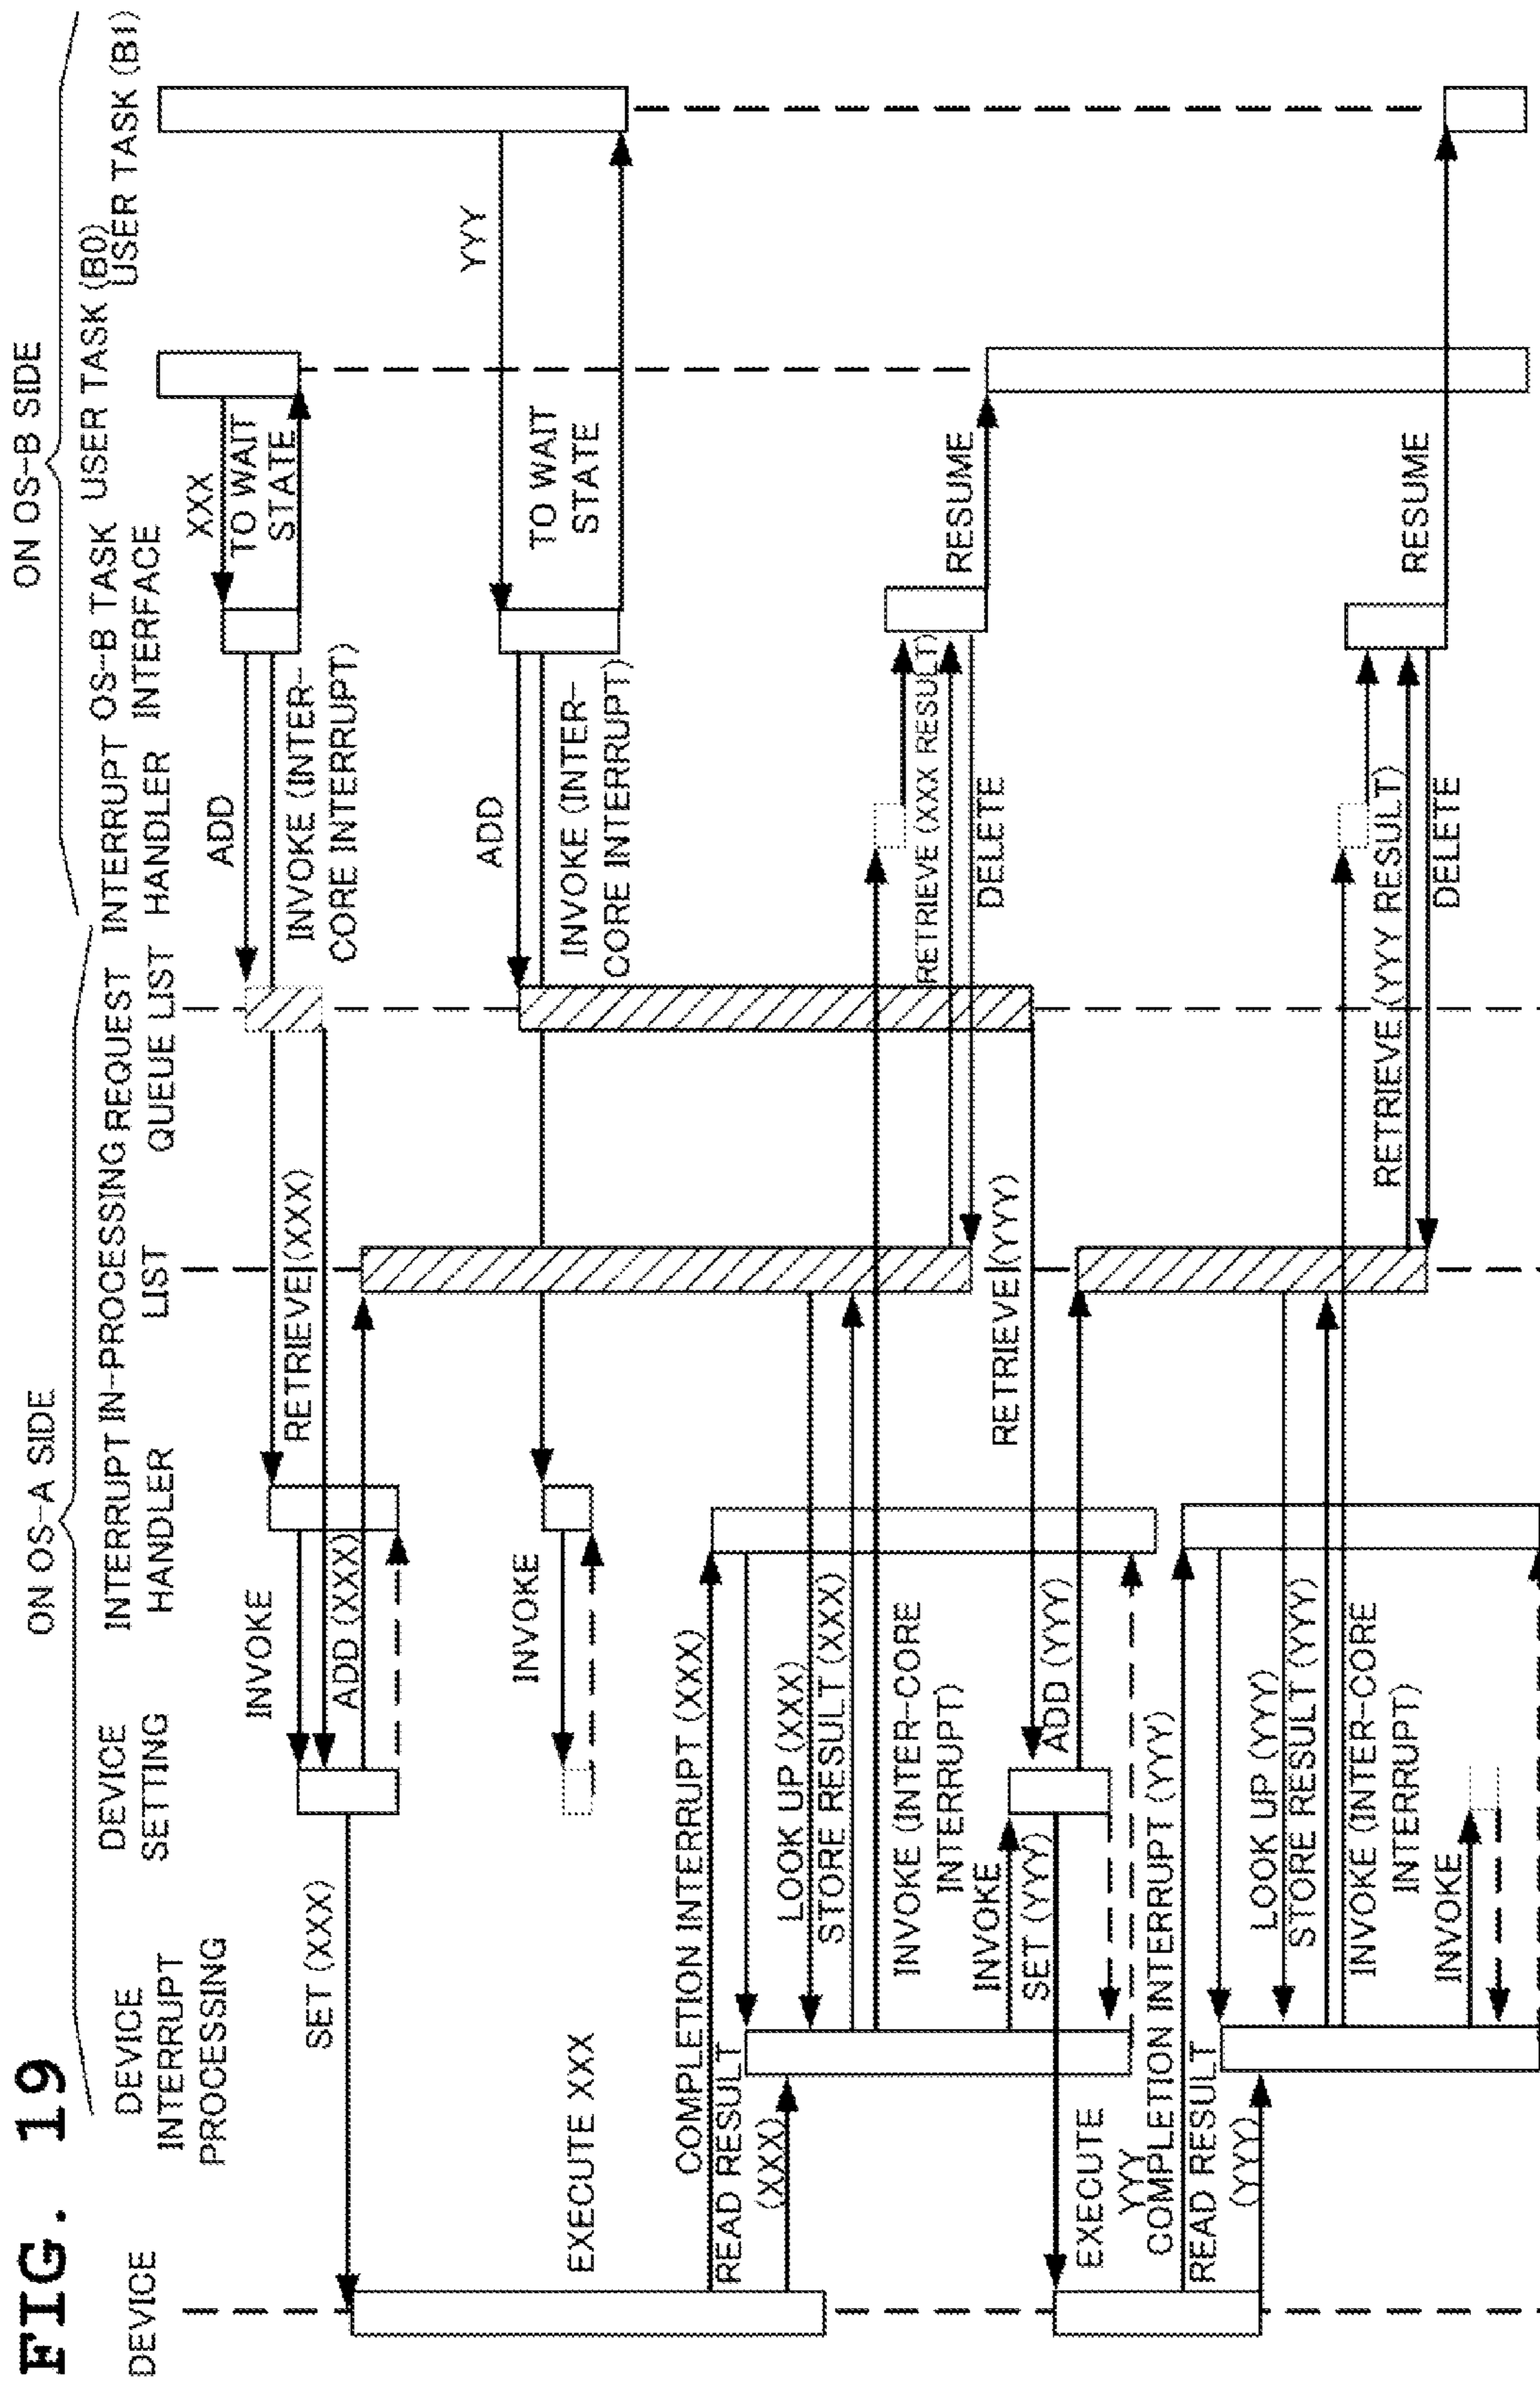 FIG. 19
ON OS-A SIDE
ON OS-B SIDE
DEVICE
DEVICE
INTERRUPT
PROCESSING
DEVICE
SETTING
INTERRUPT
HANDLER
IN-PROCESSING
LIST
REQUEST
QUEUE LIST
INTERRUPT
HANDLER
OS-B TASK
INTERFACE
USER TASK (B0)
USER TASK (B1)
XXX
TO WAIT
STATE
ADD
INVOKE (INTER-
CORE INTERRUPT)
INVOKE
RETRIEVE (XXX)
ADD (XXX)
SET (XXX)
YYY
TO WAIT
STATE
ADD
INVOKE (INTER-
CORE INTERRUPT)
INVOKE
EXECUTE XXX
COMPLETION INTERRUPT (XXX)
READ RESULT
(XXX)
LOOK UP (XXX)
STORE RESULT (XXX)
INVOKE (INTER-CORE
INTERRUPT)
RETRIEVE (XXX RESULT)
DELETE
RESUME
INVOKE
RETRIEVE (YYY)
SET (YYY)
ADD (YYY)
EXECUTE
YYY
COMPLETION INTERRUPT (YYY)
READ RESULT
(YYY)
LOOK UP (YYY)
STORE RESULT (YYY)
INVOKE (INTER-CORE
INTERRUPT)
RETRIEVE (YYY RESULT)
DELETE
RESUME
INVOKE